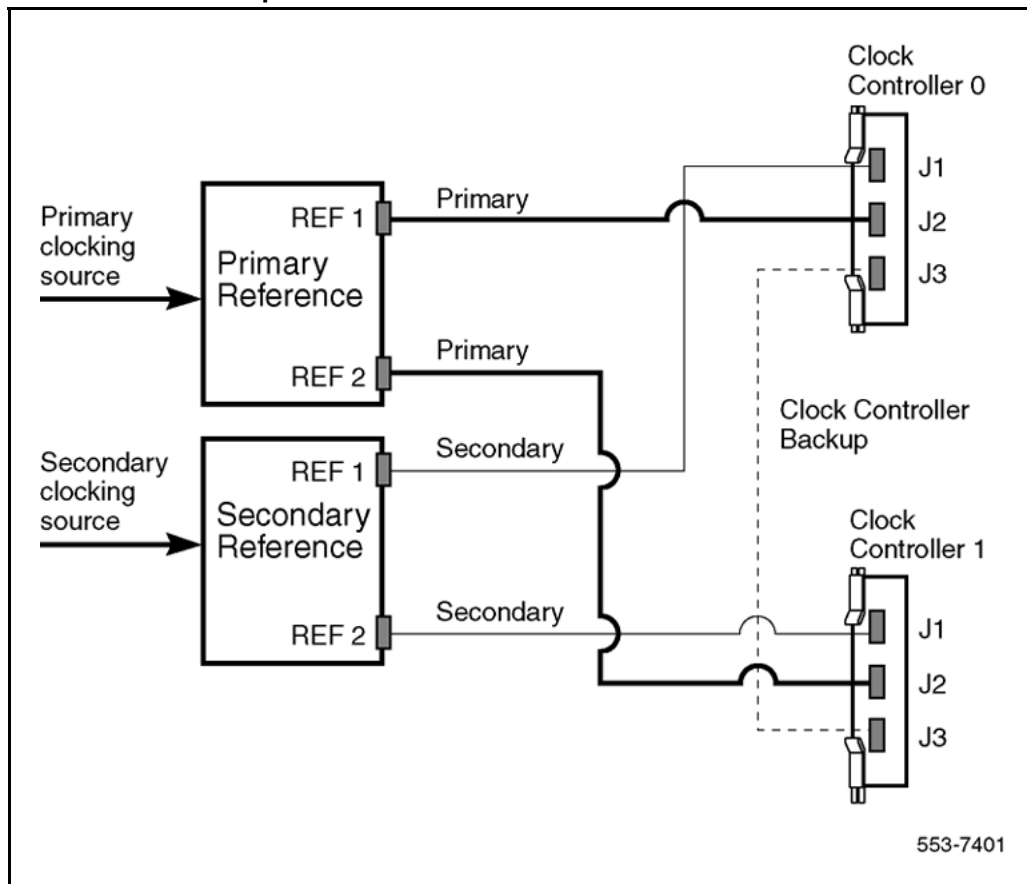 Clock
Controller 0
J1
J2
J3
Primary
clocking
source
REF 1
Primary
Reference
REF 2
Primary
Primary
Clock Controller
Backup
Secondary
clocking
source
REF 1
Secondary
Reference
REF 2
Secondary
Secondary
Clock
Controller 1
J1
J2
J3
553-7401